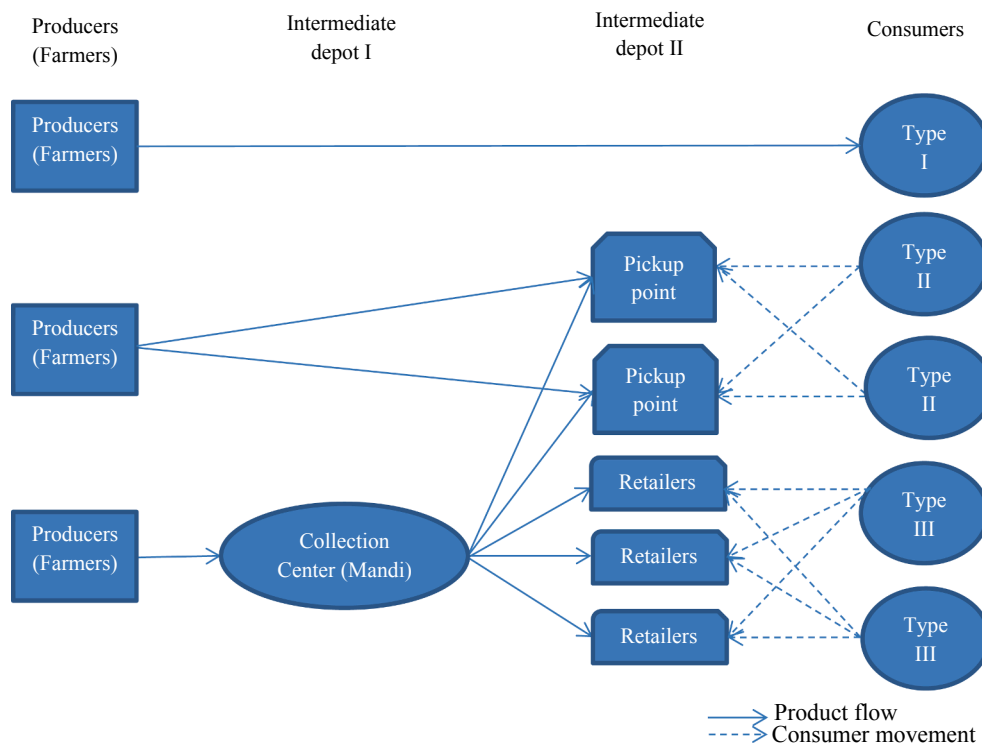 Producers
(Farmers)
Intermediate
depot I
Intermediate
depot II
Consumers
Producers
(Farmers)
Type
I
Pickup
point
Type
II
Producers
(Farmers)
Pickup
point
Type
II
Retailers
Producers
(Farmers)
Collection
Center (Mandi)
Retailers
Type
III
Retailers
Type
III
Product flow
Consumer movement